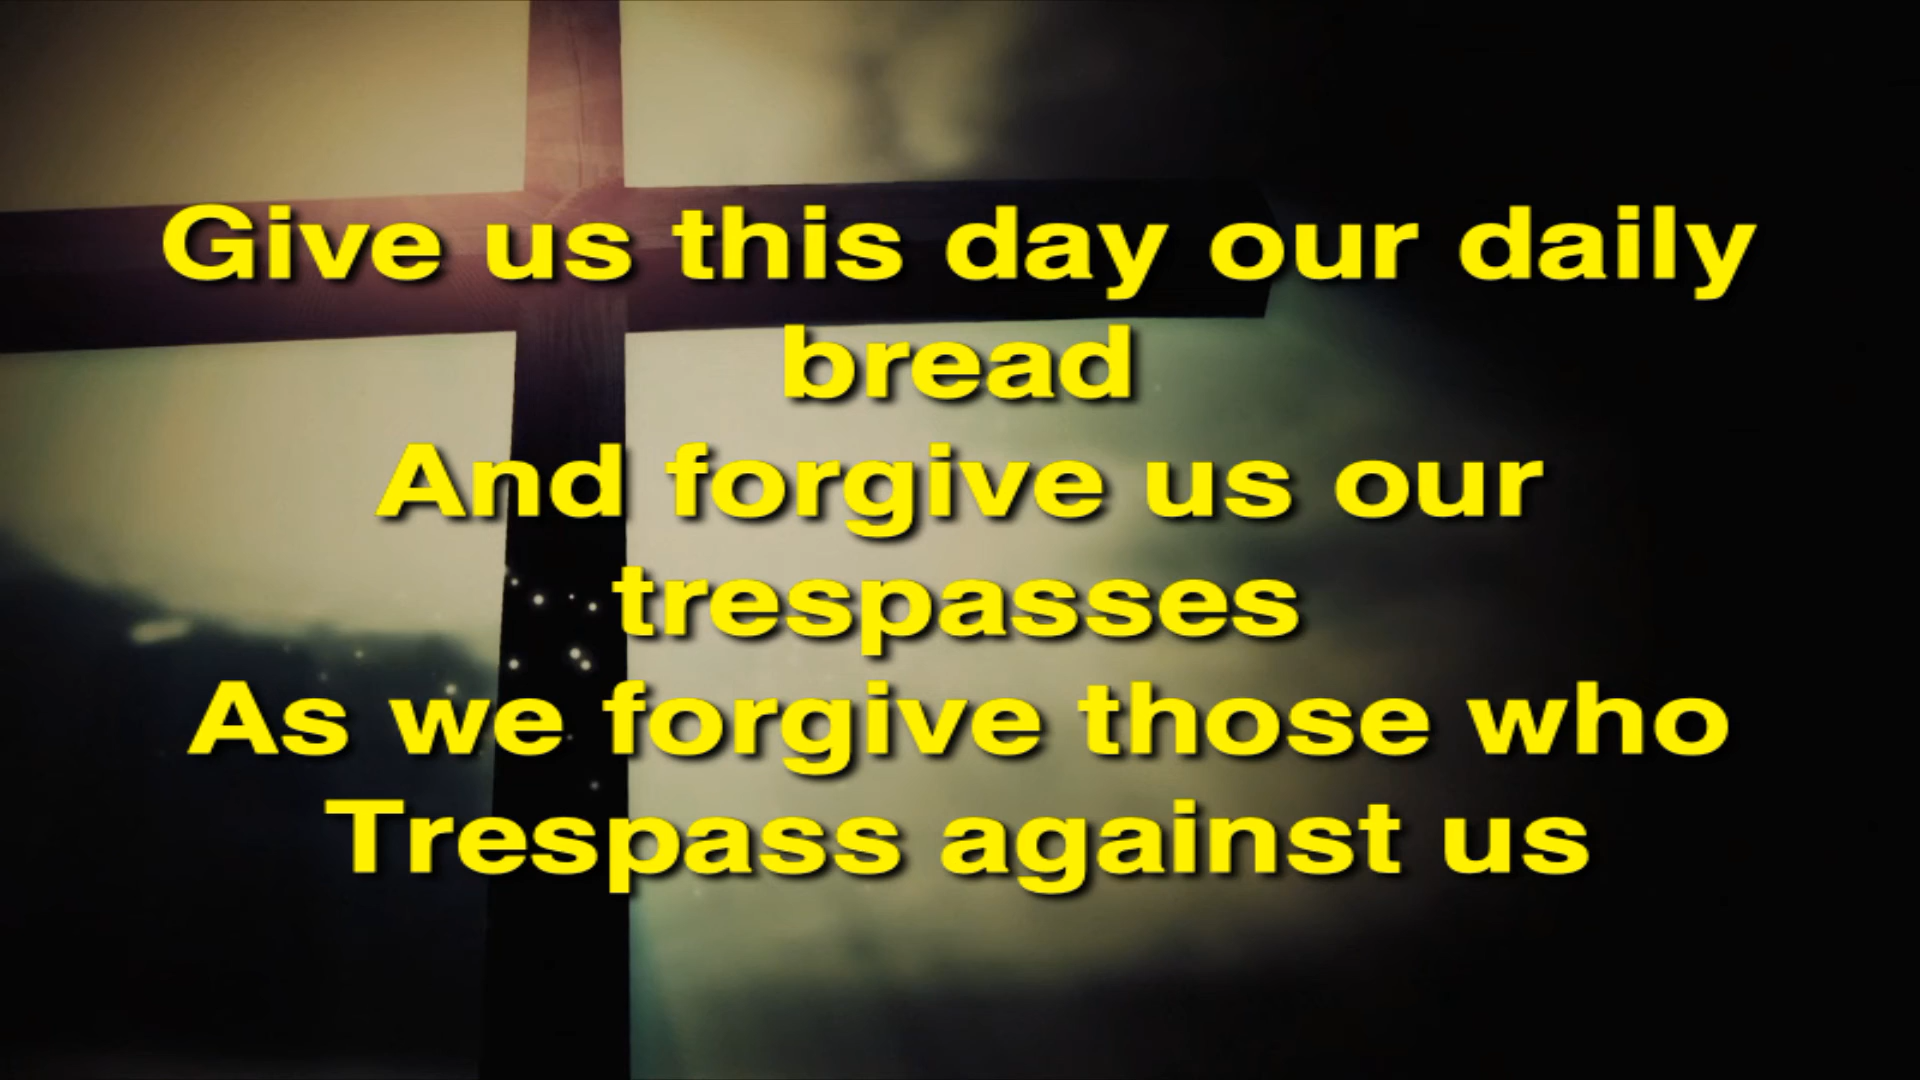 Give us this day our daily
bread
And forgive us our
trespasses
As we forgive those who
Trespass against us